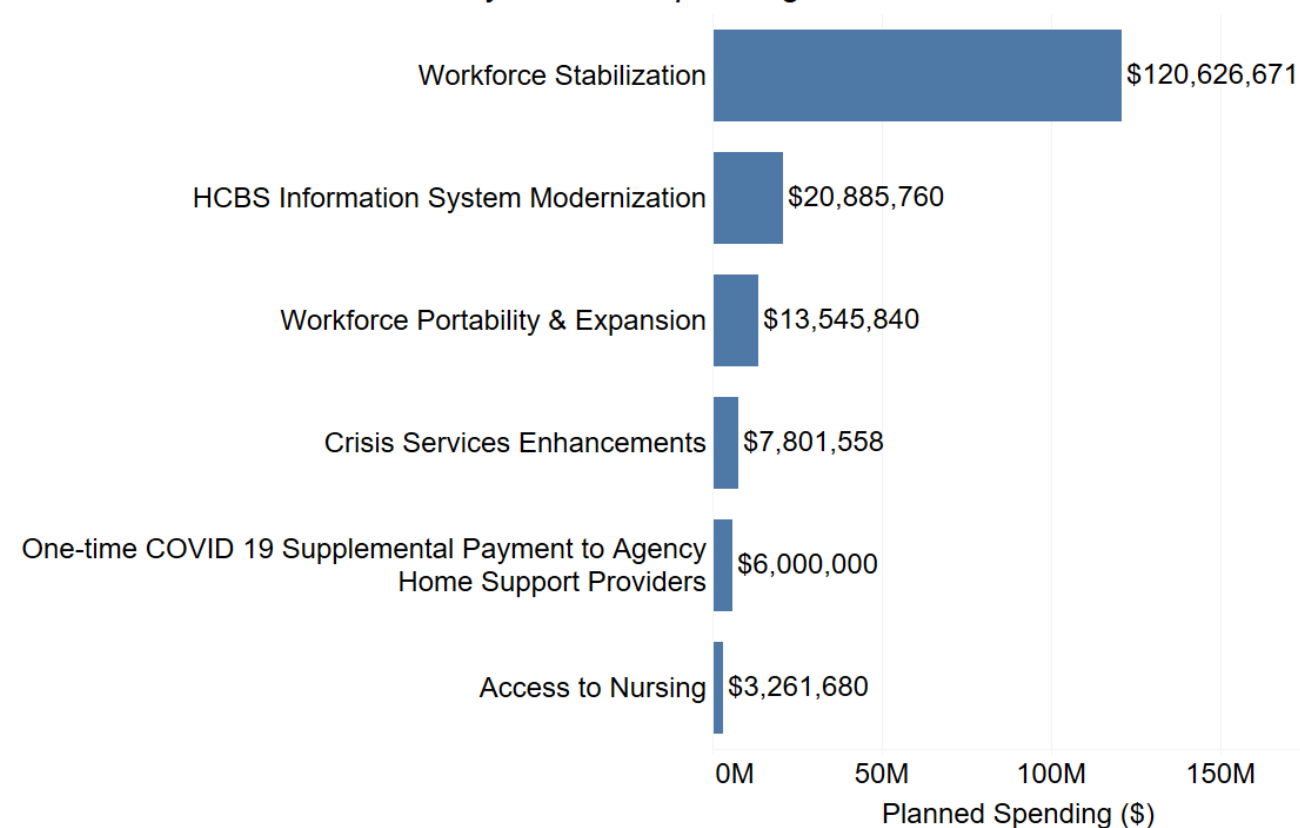 Workforce Stabilization
$120,626,671
HCBS Information System Modernization
$20,885,760
Workforce Portability & Expansion
$13,545,840
Crisis Services Enhancements
$7,801,558
One-time COVID 19 Supplemental Payment to Agency
Home Support Providers
$6,000,000
Access to Nursing
$3,261,680
0M 50M 100M 150M
Planned Spending ($)